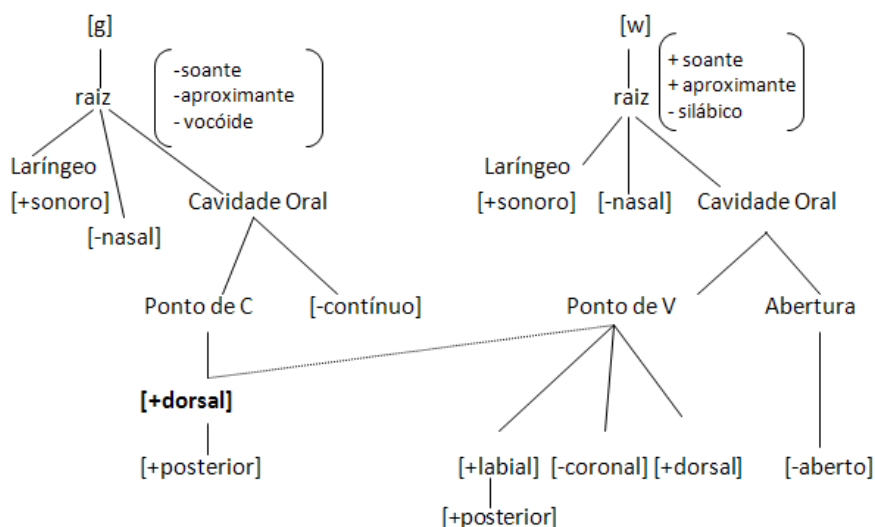 [g] [w]
-soante
-aproximante
- vocóide
+ soante
+ aproximante
- silábico
raiz raiz
Laríngeo Laríngeo
[+sonoro] Cavidade Oral [+sonoro] [-nasal] Cavidade Oral
[-nasal]
Ponto de C [-contínuo] Ponto de V Abertura
[+dorsal]
[+posterior] [+labial] [-coronal] [+dorsal] [-aberto]
[+posterior]